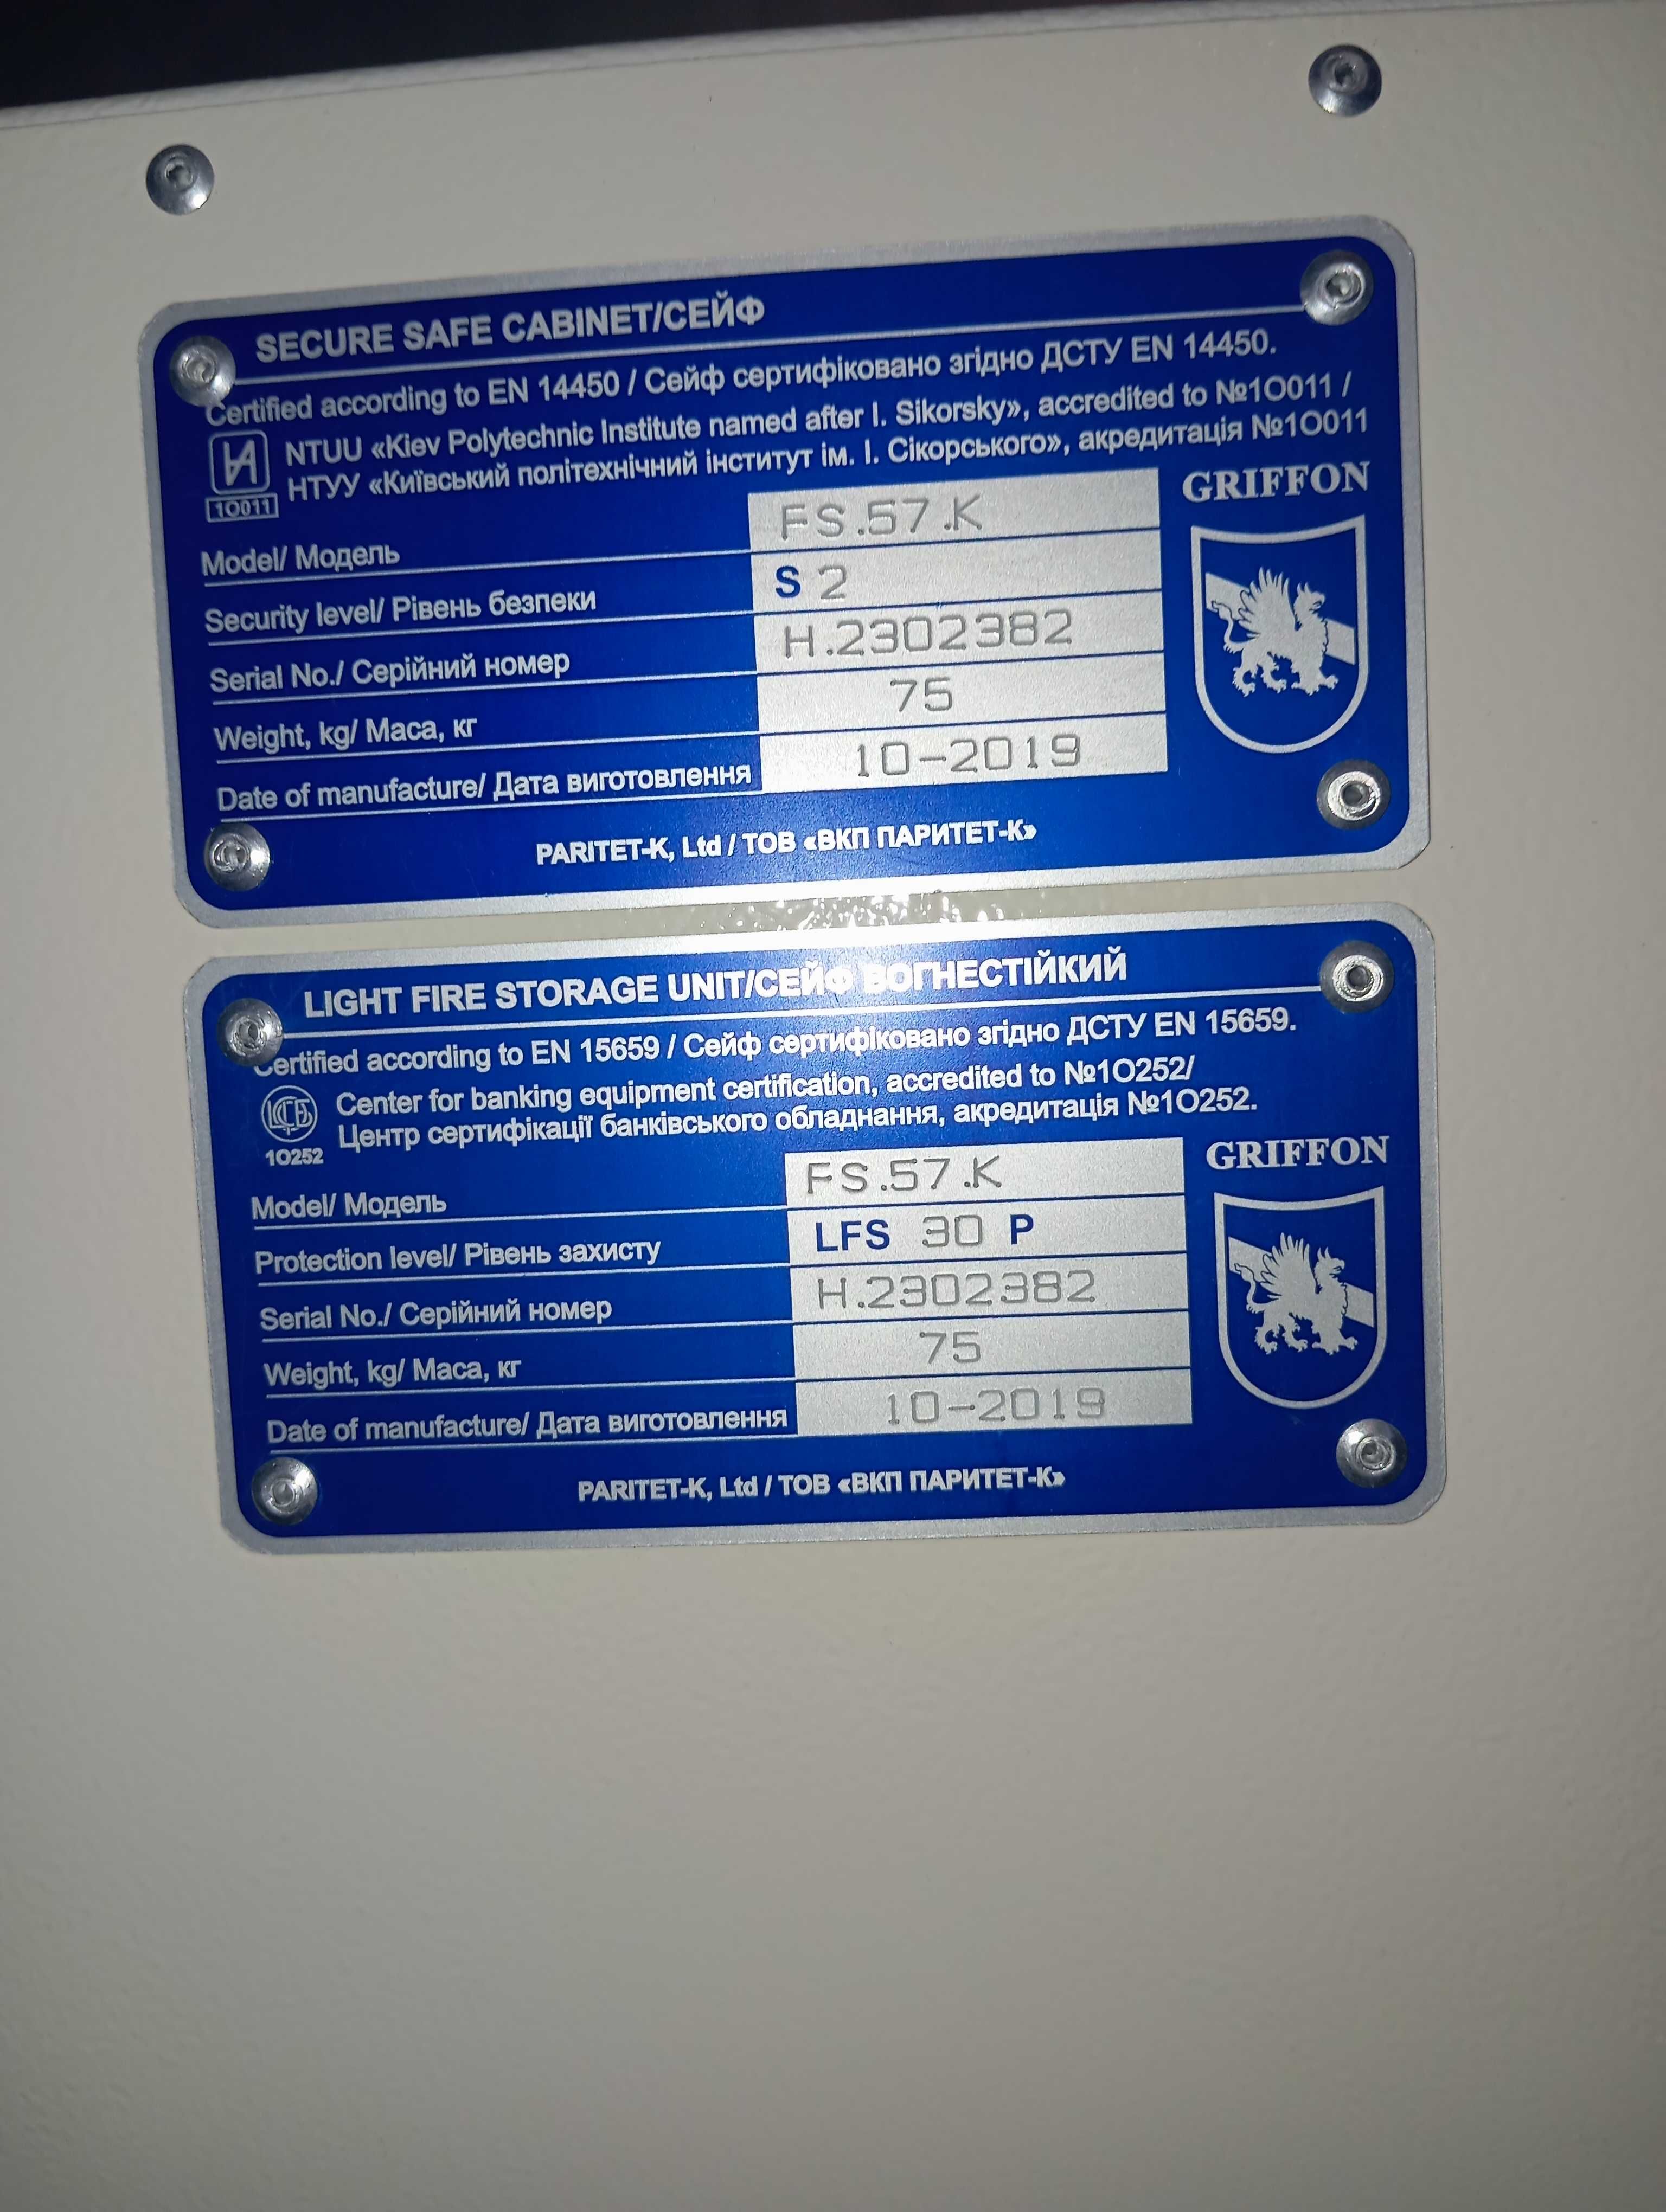 SECURE SAFE CABINET/СЕЙФ
Certified according to EN 14450 / Сейф сертифіковано згідно ДСТУ EN 14450.
NTUU «Kiev Polytechnic Institute named after I. Sikorsky», accredited to №1О011 /
НТУУ «Київський політехнічний інститут ім. І. Сікорського», акредитація №1О011
1О011
GRIFFON
Model/ Модель FS.57.K
Security level/ Рівень безпеки S 2
Serial No./ Серійний номер H.2302382
Weight, kg/ Маса, кг 75
Date of manufacture/ Дата виготовлення 10-2019
PARITET-K, Ltd / ТОВ «ВКП ПАРИТЕТ-К»
LIGHT FIRE STORAGE UNIT/СЕЙФ ВОГНЕСТІЙКИЙ
Certified according to EN 15659 / Сейф сертифіковано згідно ДСТУ EN 15659.
Center for banking equipment certification, accredited to №1О252/
Центр сертифікації банківського обладнання, акредитація №1О252.
1О252
GRIFFON
Model/ Модель FS.57.K
Protection level/ Рівень захисту LFS 30 P
Serial No./ Серійний номер H.2302382
Weight, kg/ Маса, кг 75
Date of manufacture/ Дата виготовлення 10-2019
PARITET-K, Ltd / ТОВ «ВКП ПАРИТЕТ-К»